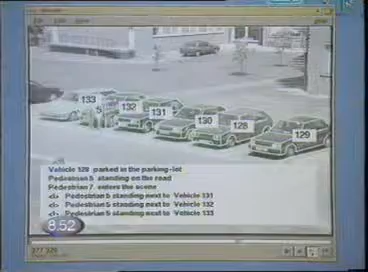 133
5
132
131
130
128
129
Vehicle 129 parked in the parking-lot
Pedestrian 5 standing on the road
Pedestrian 7 enters the scene
<I> Pedestrian 5 standing next to Vehicle 131
<I> Pedestrian 5 standing next to Vehicle 132
<I> Pedestrian 5 standing next to Vehicle 133
8.52